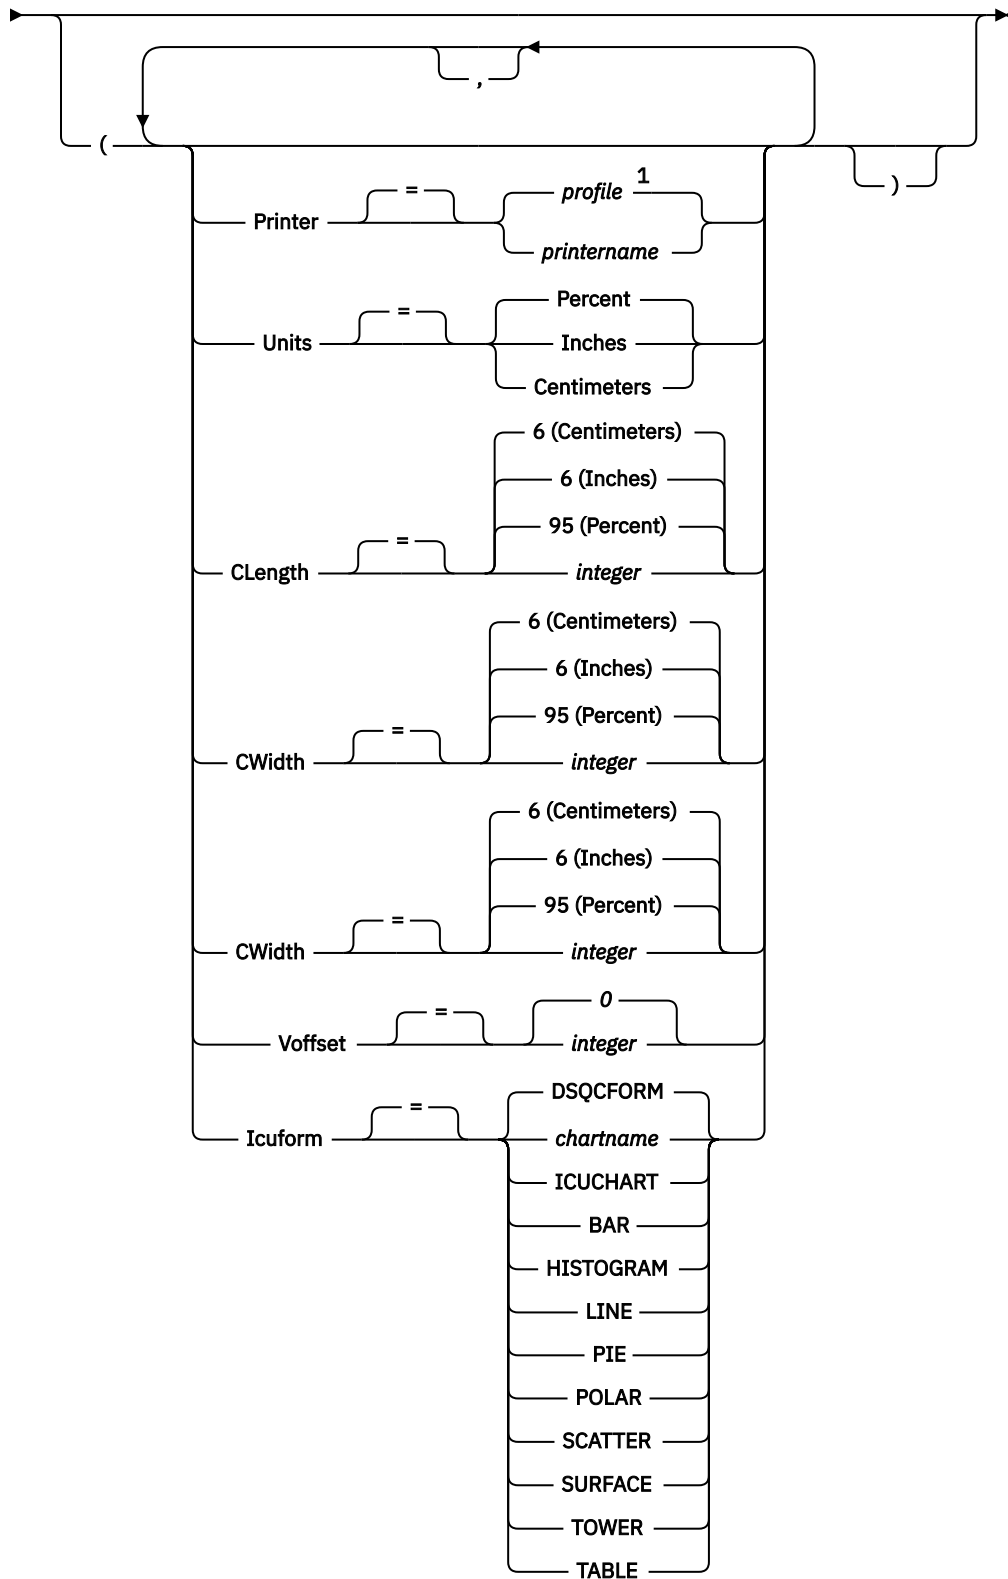 ,
(
)
Printer = profile 1
printername
Units = Percent
Inches
Centimeters
CLength = 6 (Centimeters)
6 (Inches)
95 (Percent)
integer
CWidth = 6 (Centimeters)
6 (Inches)
95 (Percent)
integer
CWidth = 6 (Centimeters)
6 (Inches)
95 (Percent)
integer
Voffset = 0
integer
Icuform = DSQCFORM
chartname
ICUCHART
BAR
HISTOGRAM
LINE
PIE
POLAR
SCATTER
SURFACE
TOWER
TABLE